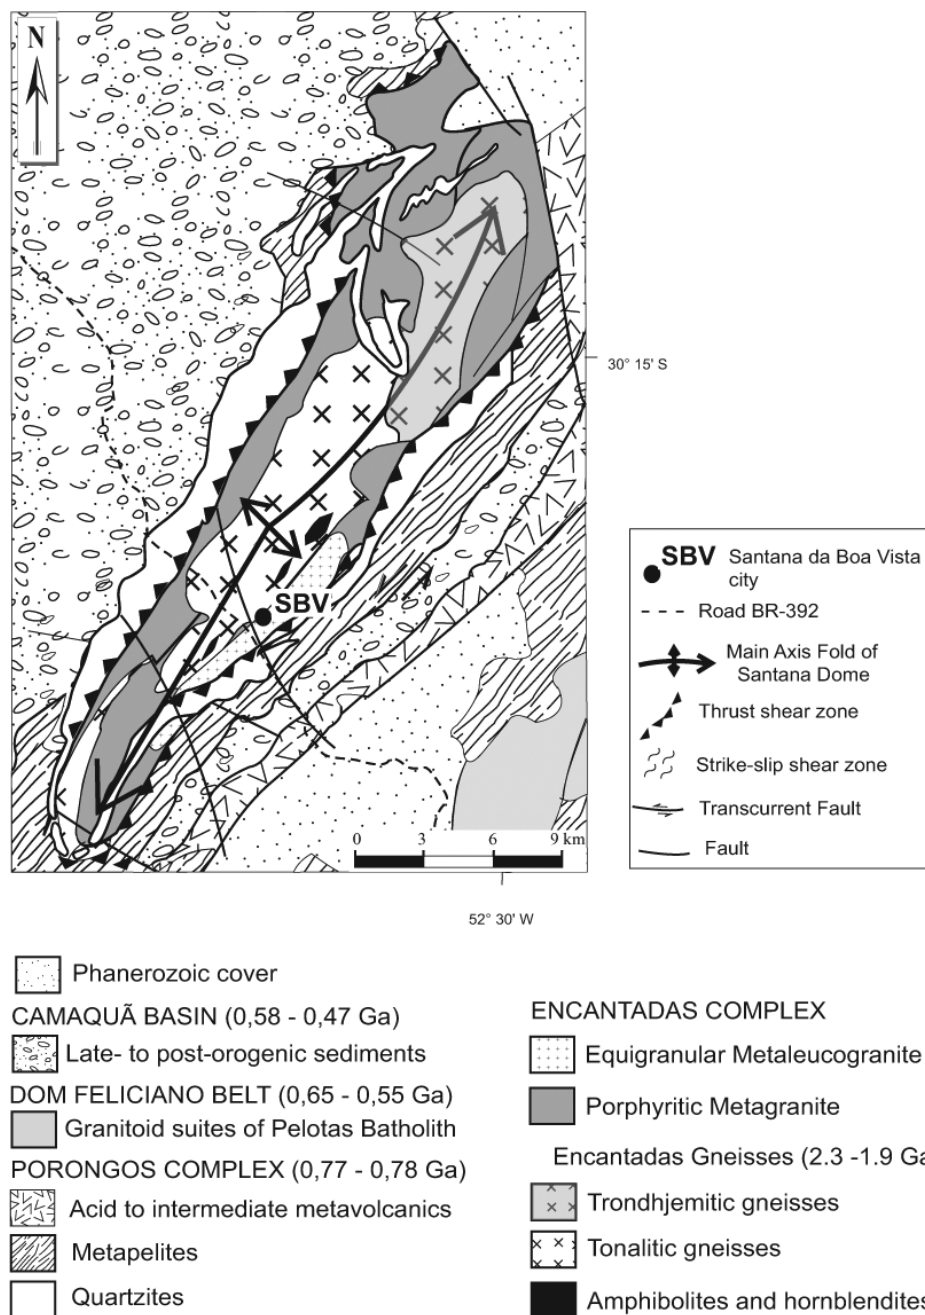 N
30° 15' S
SBV
0 3 6 9 km
52° 30' W
SBV Santana da Boa Vista
city
Road BR-392
Main Axis Fold of
Santana Dome
Thrust shear zone
Strike-slip shear zone
Transcurrent Fault
Fault
Phanerozoic cover
CAMAQUÃ BASIN (0,58 - 0,47 Ga)
Late- to post-orogenic sediments
DOM FELICIANO BELT (0,65 - 0,55 Ga)
Granitoid suites of Pelotas Batholith
PORONGOS COMPLEX (0,77 - 0,78 Ga)
Acid to intermediate metavolcanics
Metapelites
Quartzites
ENCANTADAS COMPLEX
Equigranular Metaleucogranite
Porphyritic Metagranite
Encantadas Gneisses (2.3 -1.9 Ga
Trondhjemitic gneisses
Tonalitic gneisses
Amphibolites and hornblendites